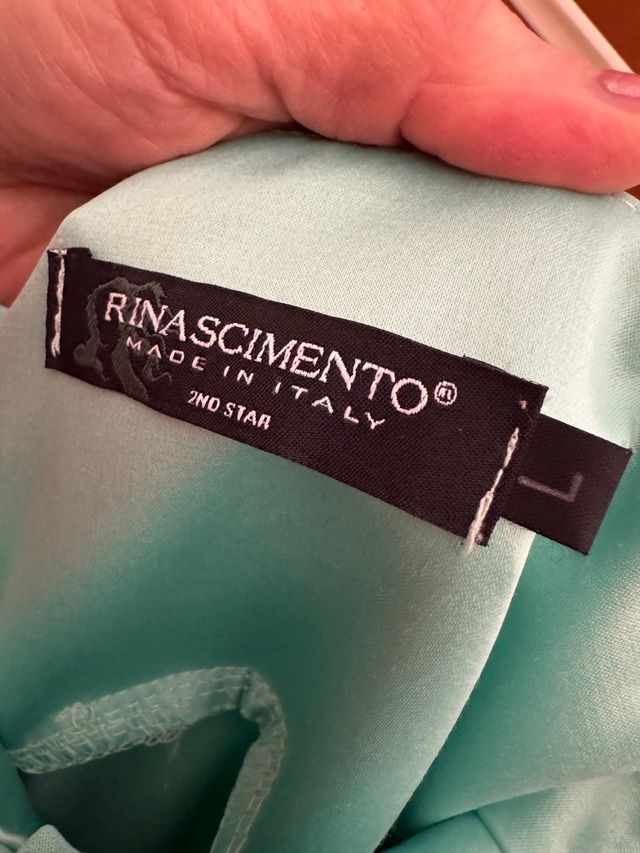 RINASCIMENTO®
MADE IN ITALY
2ND STAR
L